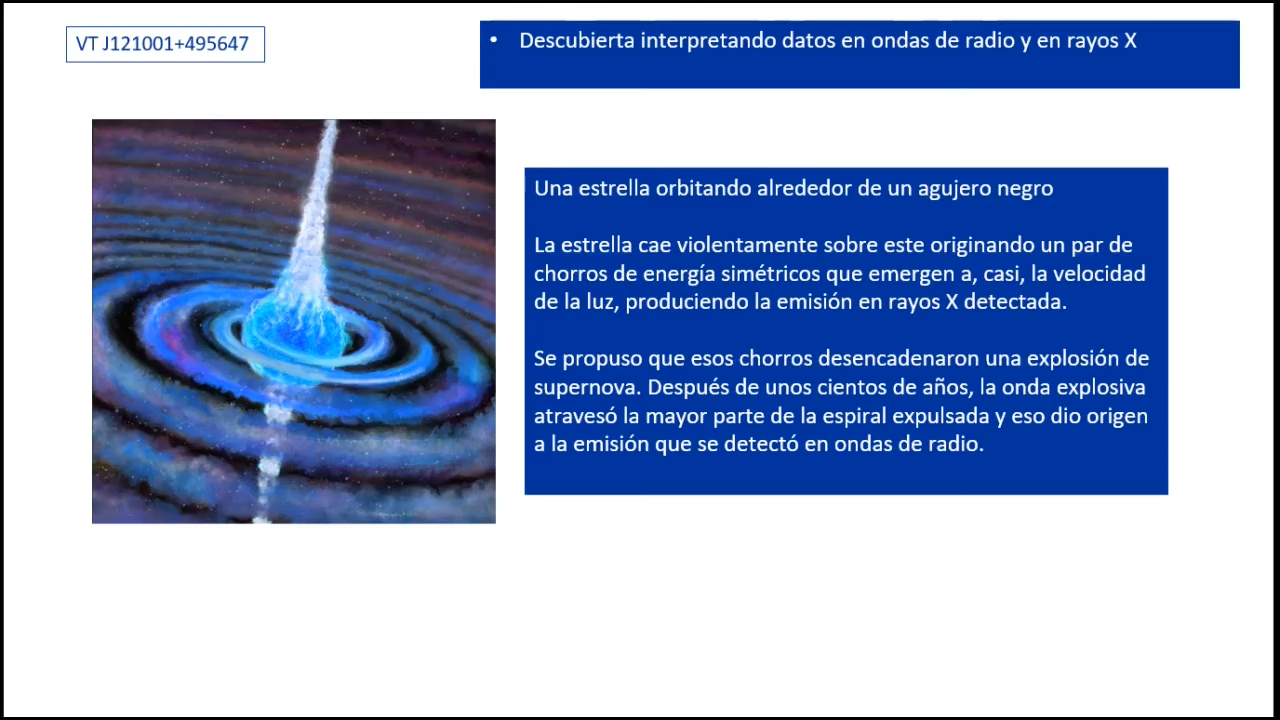 VT J121001+495647
• Descubierta interpretando datos en ondas de radio y en rayos X
Una estrella orbitando alrededor de un agujero negro
La estrella cae violentamente sobre este originando un par de
chorros de energía simétricos que emergen a, casi, la velocidad
de la luz, produciendo la emisión en rayos X detectada.
Se propuso que esos chorros desencadenaron una explosión de
supernova. Después de unos cientos de años, la onda explosiva
atravesó la mayor parte de la espiral expulsada y eso dio origen
a la emisión que se detectó en ondas de radio.